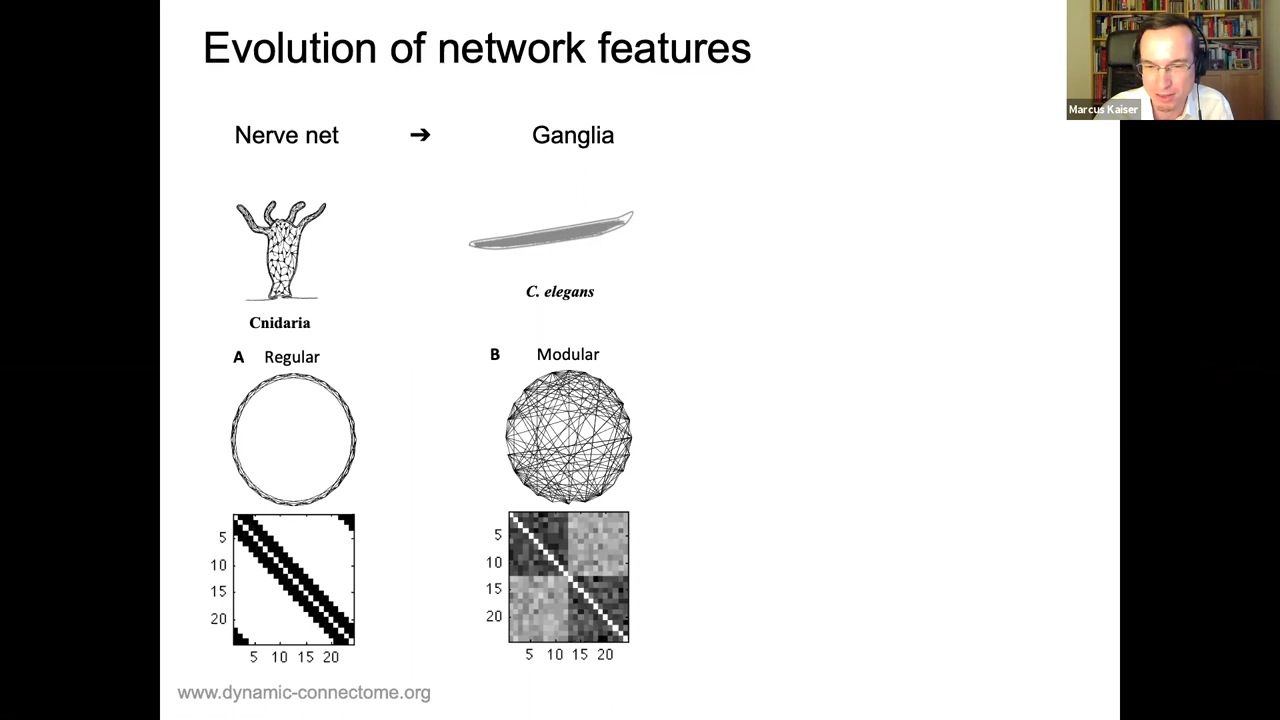 Evolution of network features
Marcus Kaiser
Nerve net ➔ Ganglia
Cnidaria
C. elegans
A Regular
B Modular
5
10
15
20
5 10 15 20
5
10
15
20
5 10 15 20
www.dynamic-connectome.org